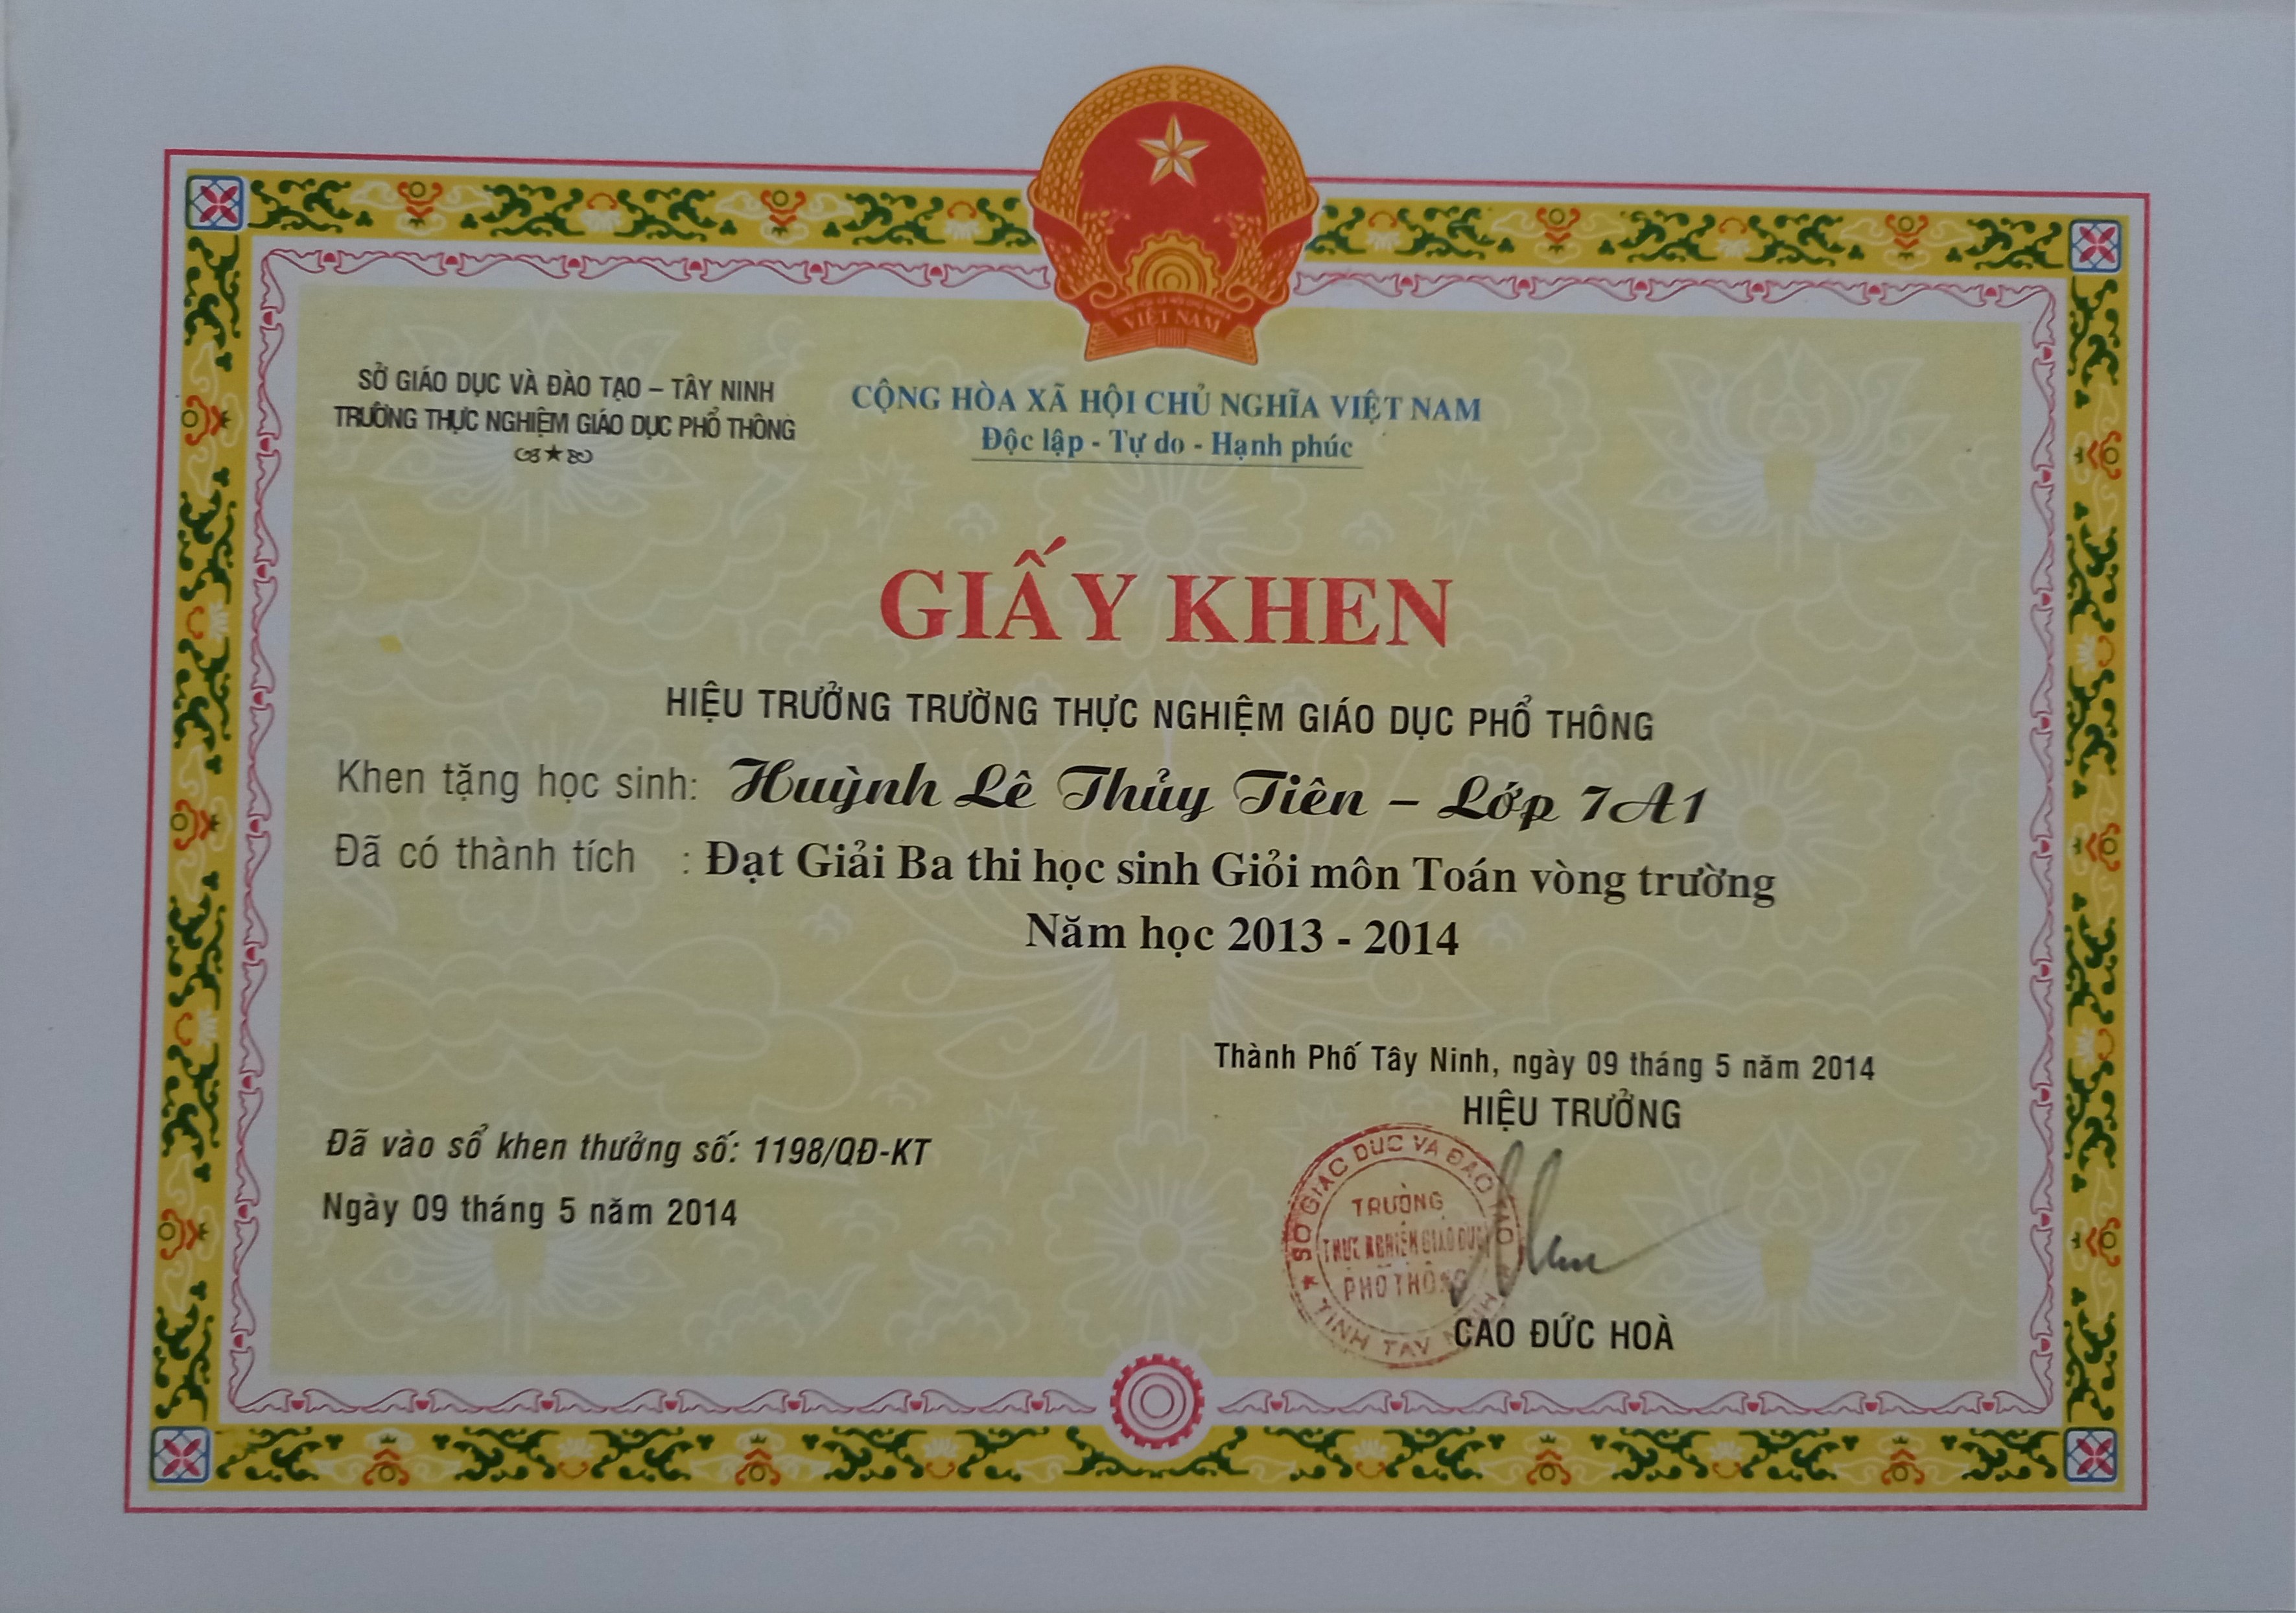 VIỆT NAM
SỞ GIÁO DỤC VÀ ĐÀO TẠO – TÂY NINH
TRƯỜNG THỰC NGHIỆM GIÁO DỤC PHỔ THÔNG
CỘNG HÒA XÃ HỘI CHỦ NGHĨA VIỆT NAM
Độc lập - Tự do - Hạnh phúc
GIẤY KHEN
HIỆU TRƯỞNG TRƯỜNG THỰC NGHIỆM GIÁO DỤC PHỔ THÔNG
Khen tặng học sinh: Huỳnh Lê Thủy Tiên – Lớp 7A1
Đã có thành tích : Đạt Giải Ba thi học sinh Giỏi môn Toán vòng trường
Năm học 2013 - 2014
Thành Phố Tây Ninh, ngày 09 tháng 5 năm 2014
HIỆU TRƯỞNG
Đã vào sổ khen thưởng số: 1198/QĐ-KT
Ngày 09 tháng 5 năm 2014
SỞ GIÁO DỤC VÀ ĐÀO TẠO
TRƯỜNG
THỰC NGHIỆM GIÁO DỤC
PHỔ THÔNG
TỈNH TÂY NINH
CAO ĐỨC HOÀ